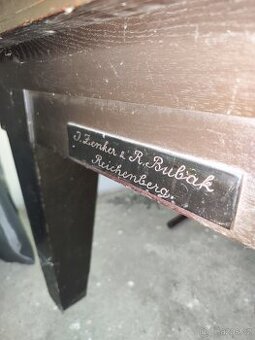 J. Zenker & R. Bubák
Reichenberg.